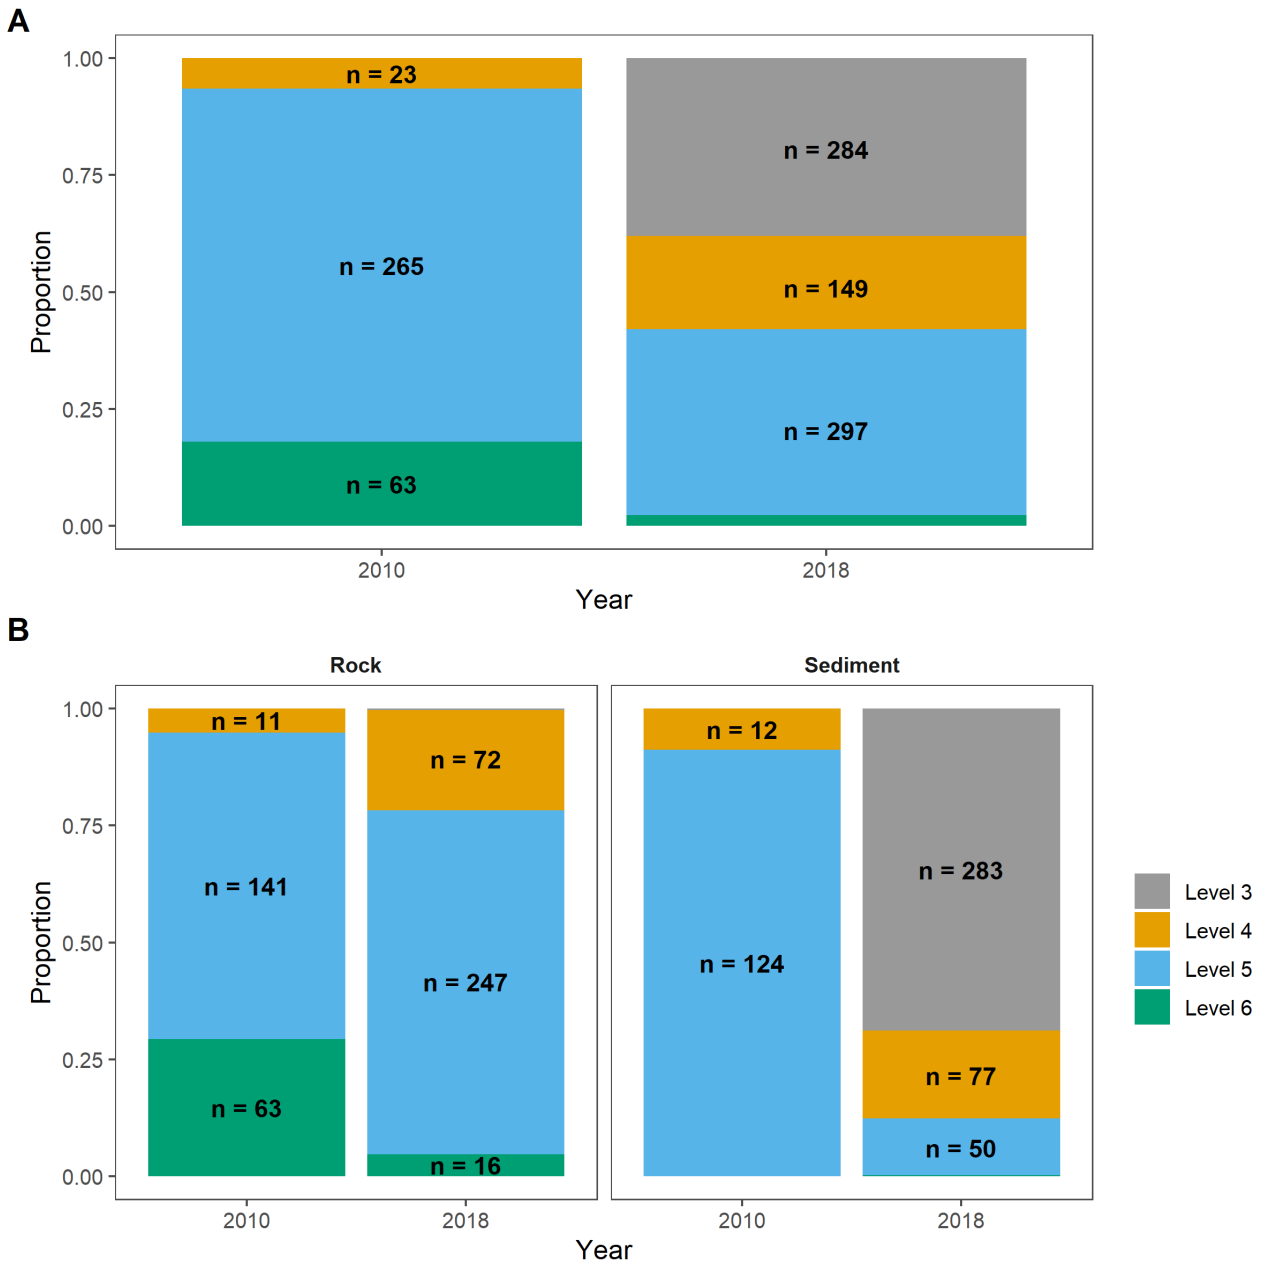 A
1.00
n = 23
n = 284
0.75
n = 265
0.50
n = 149
n = 297
0.25
n = 63
0.00
Proportion
2010
2018
Year
B
Rock
Sediment
1.00
n = 11
n = 72
n = 12
0.75
n = 141
n = 283
0.50
n = 247
n = 124
0.25
n = 63
n = 77
n = 50
n = 16
0.00
Proportion
2010
2018
2010
2018
Year
Level 3
Level 4
Level 5
Level 6